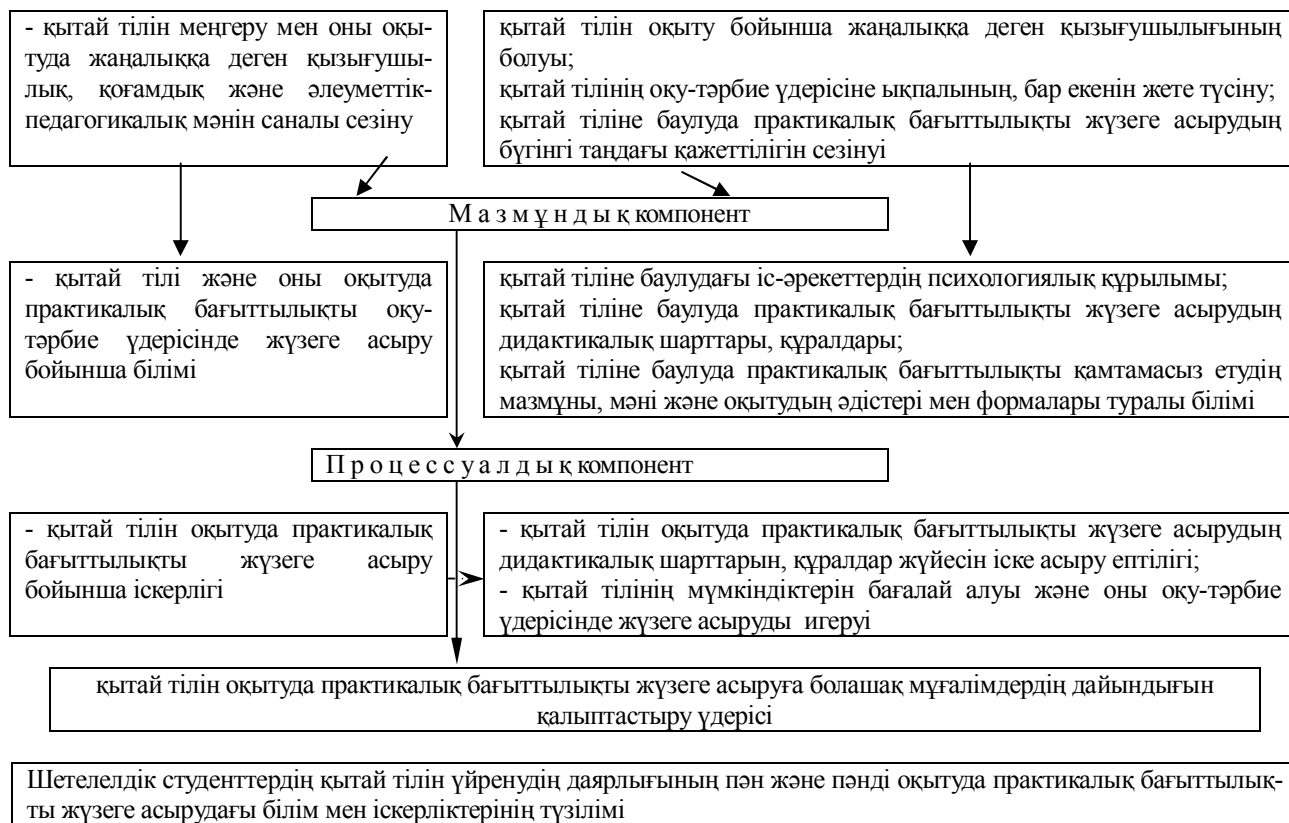 - қытай тілін меңгеру мен оны оқы-
туда жаңалыққа деген қызығушы-
лық, қоғамдық және әлеуметтік-
педагогикалық мәнін саналы сезіну
қытай тілін оқыту бойынша жаңалыққа деген қызығушылығының
болуы;
қытай тілінің оқу-тәрбие үдерісіне ықпалының, бар екенін жете түсіну;
қытай тіліне баулуда практикалық бағыттылықты жүзеге асырудың
бүгінгі таңдағы қажеттілігін сезінуі
М а з м ұ н д ы қ компонент
- қытай тілі және оны оқытуда
практикалық бағыттылықты оқу-
тәрбие үдерісінде жүзеге асыру
бойынша білімі
қытай тіліне баулудағы іс-әрекеттердің психологиялық құрылымы;
қытай тіліне баулуда практикалық бағыттылықты жүзеге асырудың
дидактикалық шарттары, құралдары;
қытай тіліне баулуда практикалық бағыттылықты қамтамасыз етудің
мазмұны, мәні және оқытудың әдістері мен формалары туралы білімі
П р о ц е с с у а л д ы қ компонент
- қытай тілін оқытуда практикалық
бағыттылықты жүзеге асыру
бойынша іскерлігі
- қытай тілін оқытуда практикалық бағыттылықты жүзеге асырудың
дидактикалық шарттарын, құралдар жүйесін іске асыру ептілігі;
- қытай тілінің мүмкіндіктерін бағалай алуы және оны оқу-тәрбие
үдерісінде жүзеге асыруды игеруі
қытай тілін оқытуда практикалық бағыттылықты жүзеге асыруға болашақ мұғалімдердің дайындығын
қалыптастыру үдерісі
Шетелелдік студенттердің қытай тілін үйренудің даярлығының пән және пәнді оқытуда практикалық бағыттылық-
ты жүзеге асырудағы білім мен іскерліктерінің түзілімі